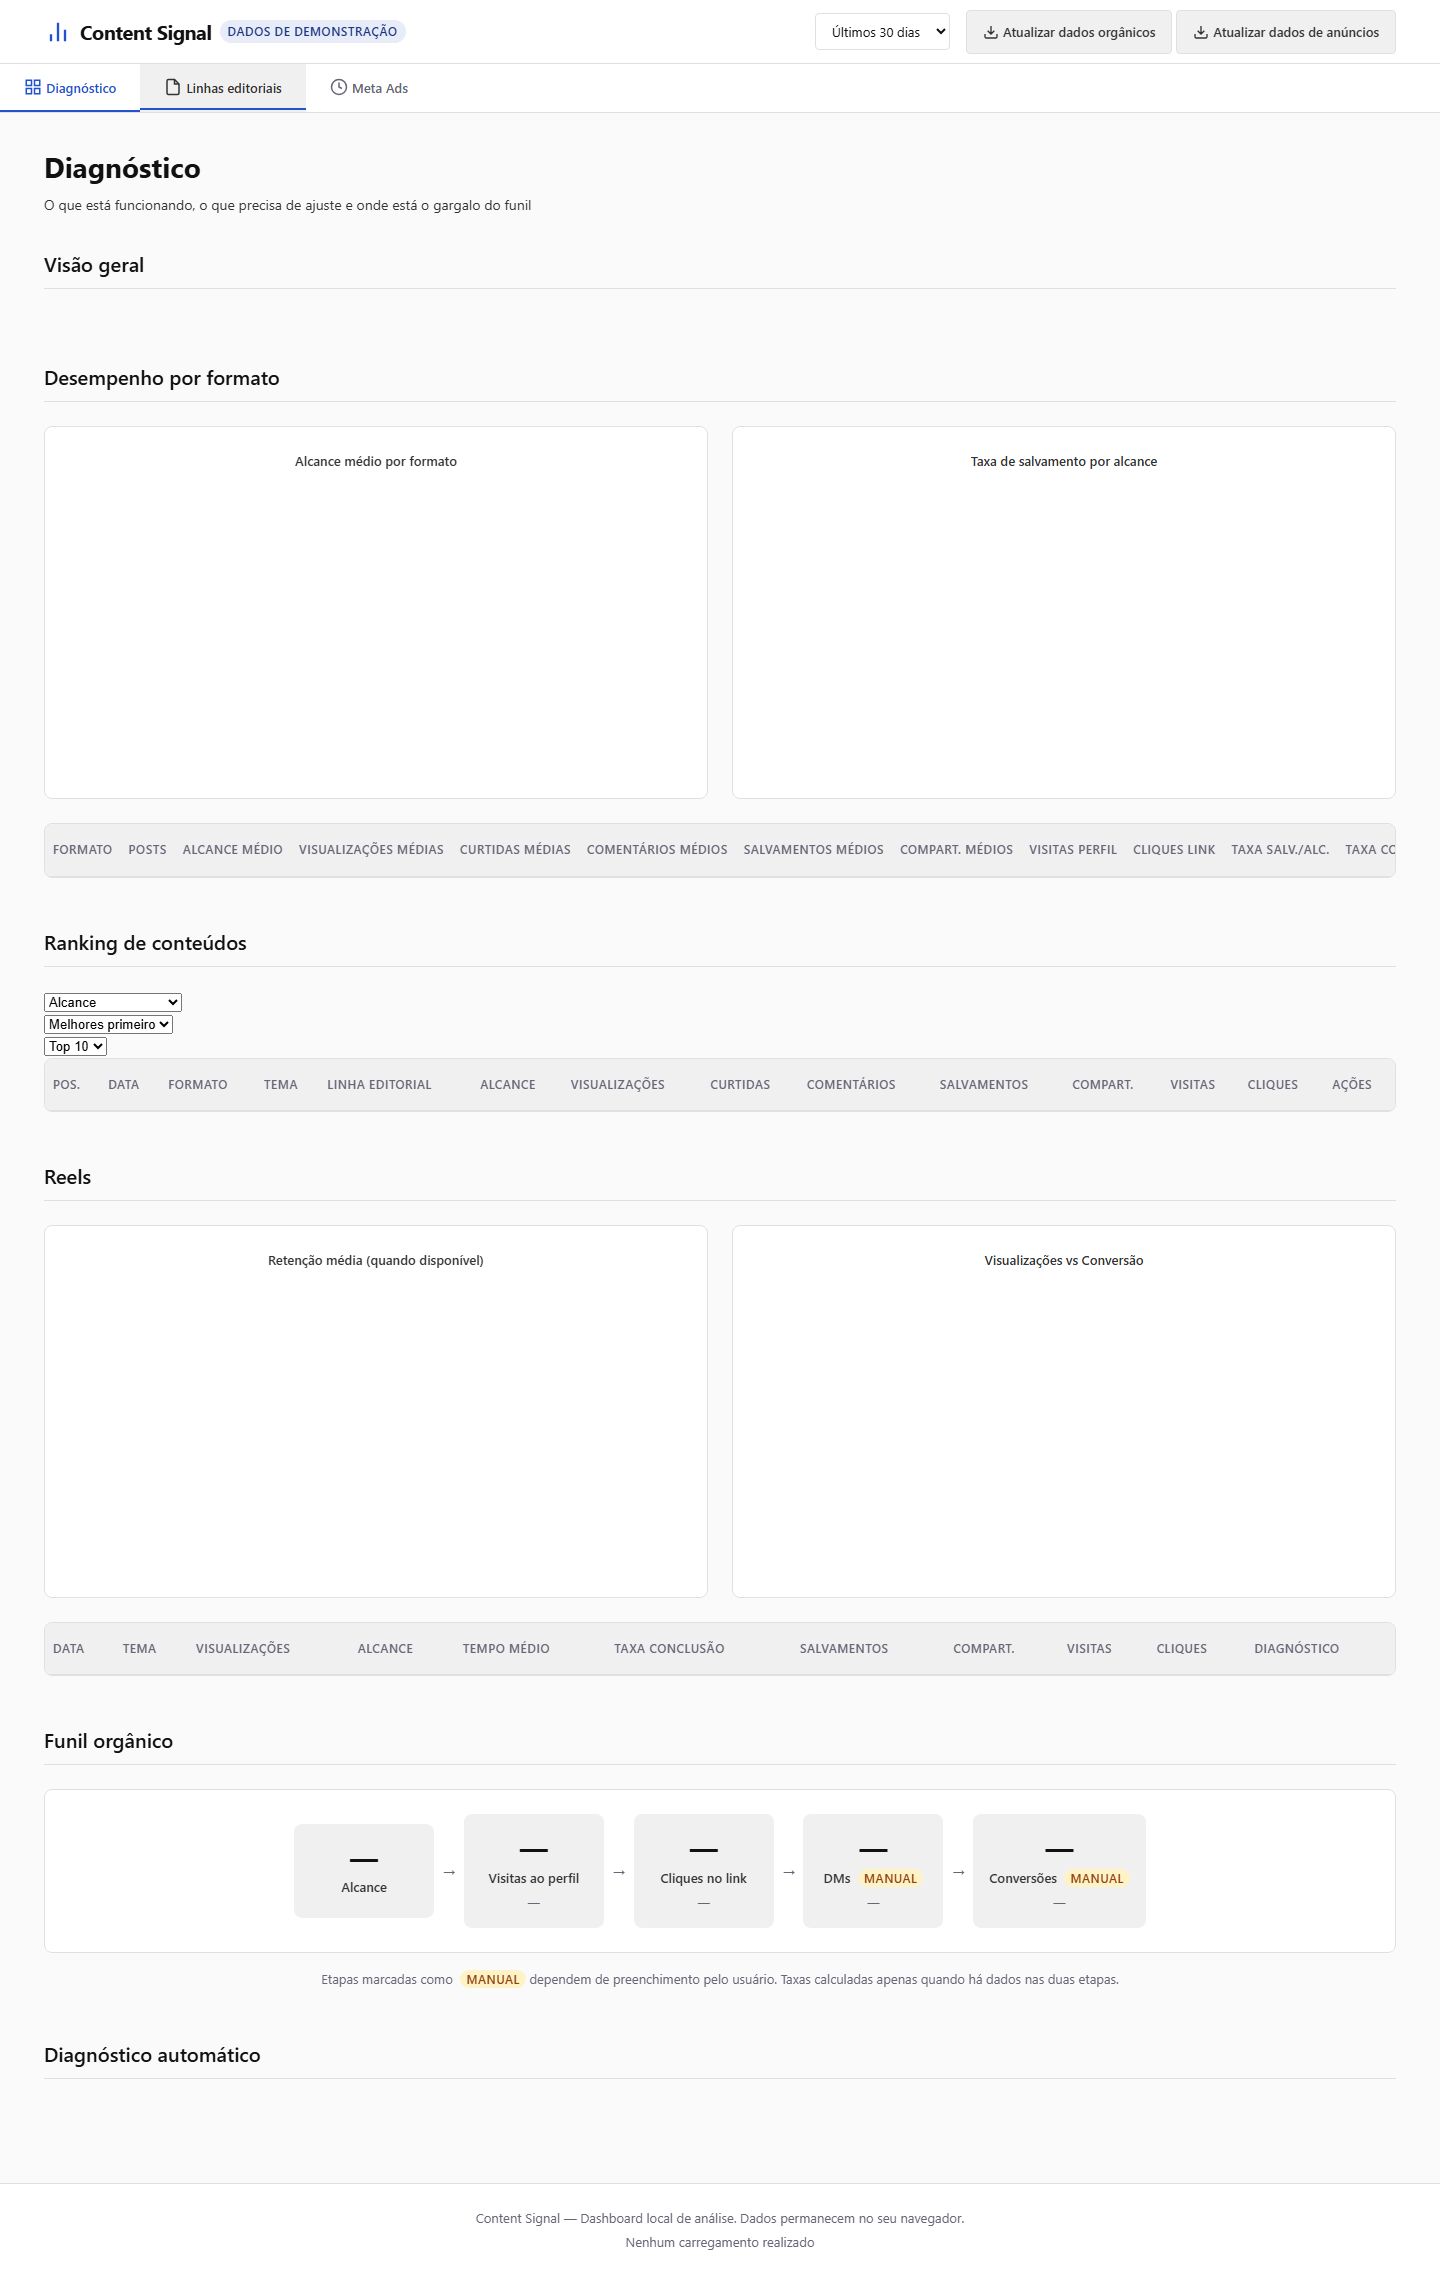 Content Signal DADOS DE DEMONSTRAÇÃO Últimos 30 dias Atualizar dados orgânicos Atualizar dados de anúncios
Diagnóstico Linhas editoriais Meta Ads
Diagnóstico
O que está funcionando, o que precisa de ajuste e onde está o gargalo do funil
Visão geral
Desempenho por formato
Alcance médio por formato
Taxa de salvamento por alcance
FORMATO POSTS ALCANCE MÉDIO VISUALIZAÇÕES MÉDIAS CURTIDAS MÉDIAS COMENTÁRIOS MÉDIOS SALVAMENTOS MÉDIOS COMPART. MÉDIOS VISITAS PERFIL CLIQUES LINK TAXA SALV./ALC. TAXA CO
Ranking de conteúdos
Alcance
Melhores primeiro
Top 10
POS. DATA FORMATO TEMA LINHA EDITORIAL ALCANCE VISUALIZAÇÕES CURTIDAS COMENTÁRIOS SALVAMENTOS COMPART. VISITAS CLIQUES AÇÕES
Reels
Retenção média (quando disponível)
Visualizações vs Conversão
DATA TEMA VISUALIZAÇÕES ALCANCE TEMPO MÉDIO TAXA CONCLUSÃO SALVAMENTOS COMPART. VISITAS CLIQUES DIAGNÓSTICO
Funil orgânico
—
Alcance
→
—
Visitas ao perfil
—
→
—
Cliques no link
—
→
—
DMs MANUAL
—
→
—
Conversões MANUAL
—
Etapas marcadas como MANUAL dependem de preenchimento pelo usuário. Taxas calculadas apenas quando há dados nas duas etapas.
Diagnóstico automático
Content Signal — Dashboard local de análise. Dados permanecem no seu navegador.
Nenhum carregamento realizado